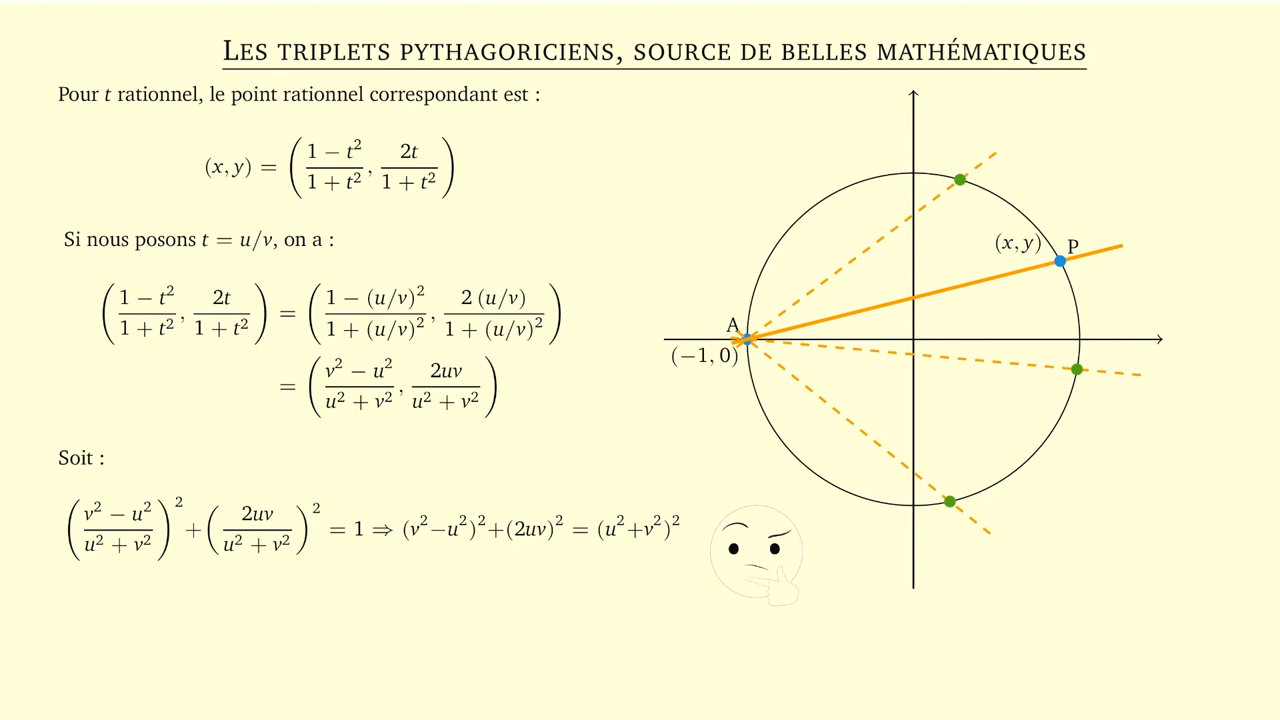 LES TRIPLETS PYTHAGORICIENS, SOURCE DE BELLES MATHÉMATIQUES
Pour t rationnel, le point rationnel correspondant est :
(x, y) = ( (1 − t²)/(1 + t²), 2t/(1 + t²) )
Si nous posons t = u/v, on a :
( (1 − t²)/(1 + t²), 2t/(1 + t²) ) = ( (1 − (u/v)²)/(1 + (u/v)²), 2 (u/v)/(1 + (u/v)²) )
= ( (v² − u²)/(u² + v²), 2uv/(u² + v²) )
Soit :
( (v² − u²)/(u² + v²) )² + ( 2uv/(u² + v²) )² = 1 ⇒ (v²−u²)²+(2uv)² = (u²+v²)²
(x, y) P
A
(−1, 0)